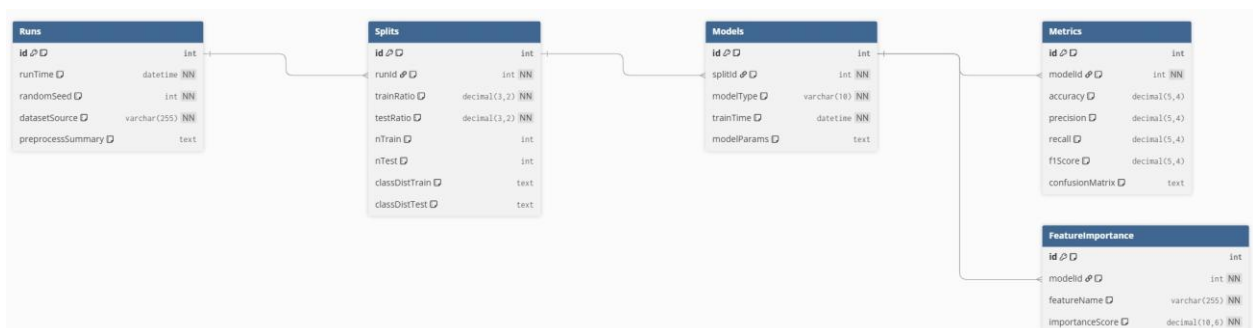 Runs
id int
runTime datetime NN
randomSeed int NN
datasetSource varchar(255) NN
preprocessSummary text
Splits
id int
runId int NN
trainRatio decimal(3,2) NN
testRatio decimal(3,2) NN
nTrain int
nTest int
classDistTrain text
classDistTest text
Models
id int
splitId int NN
modelType varchar(10) NN
trainTime datetime NN
modelParams text
Metrics
id int
modelId int NN
accuracy decimal(5,4)
precision decimal(5,4)
recall decimal(5,4)
f1Score decimal(5,4)
confusionMatrix text
FeatureImportance
id int
modelId int NN
featureName varchar(255) NN
importanceScore decimal(10,6) NN